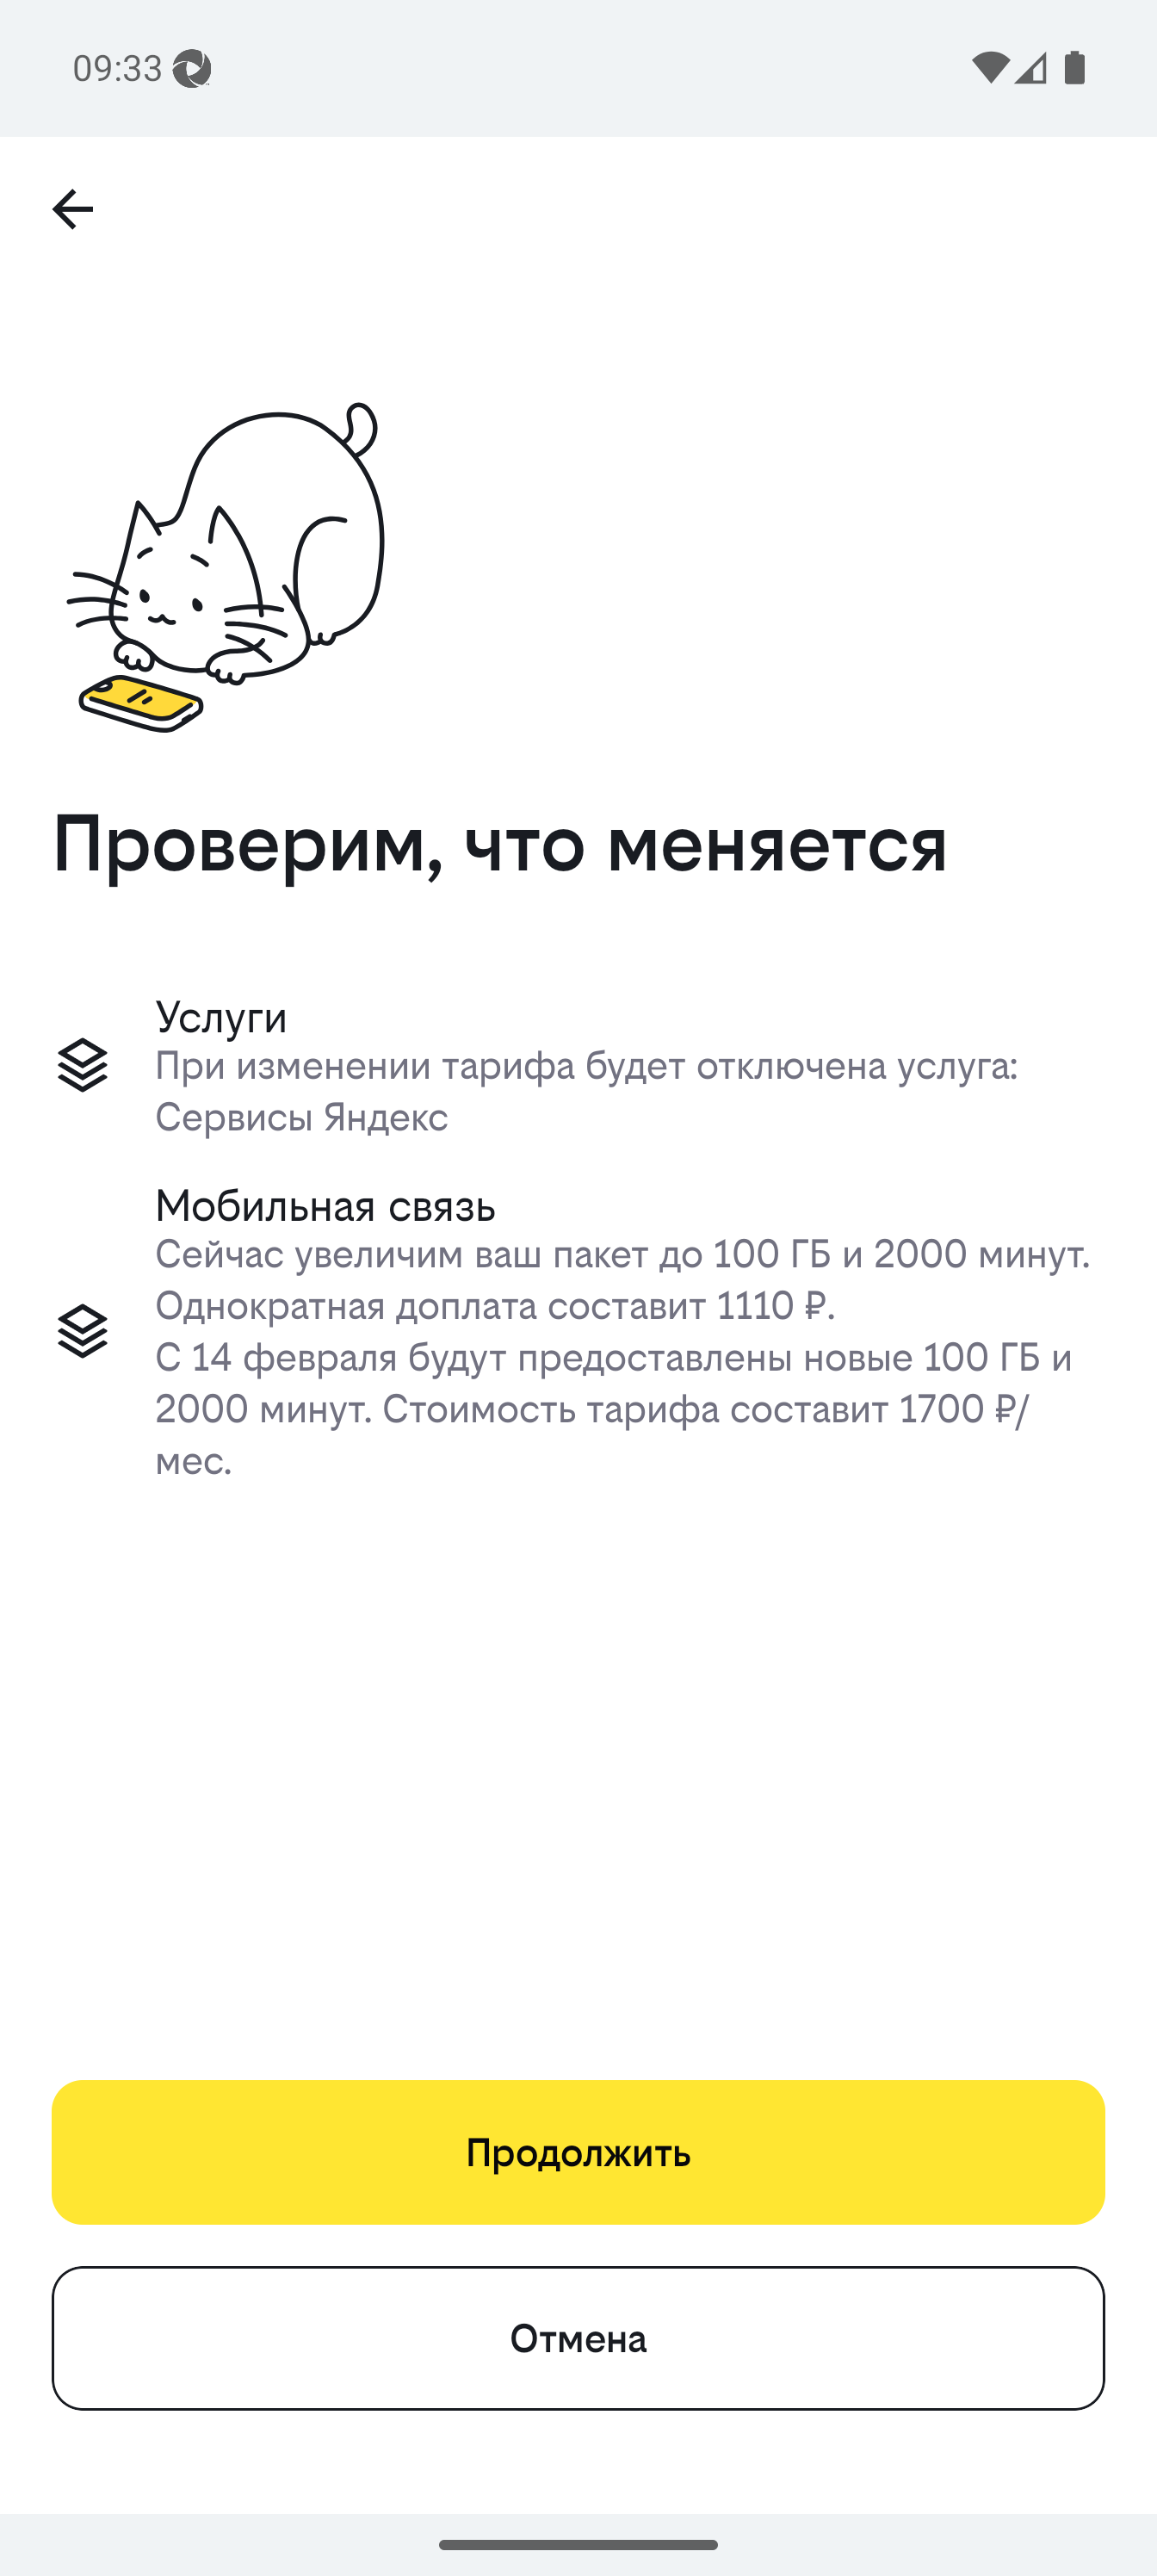 09:33
Проверим, что меняется
Услуги
При изменении тарифа будет отключена услуга:
Сервисы Яндекс
Мобильная связь
Сейчас увеличим ваш пакет до 100 ГБ и 2000 минут.
Однократная доплата составит 1110 ₽.
С 14 февраля будут предоставлены новые 100 ГБ и
2000 минут. Стоимость тарифа составит 1700 ₽/
мес.
Продолжить
Отмена